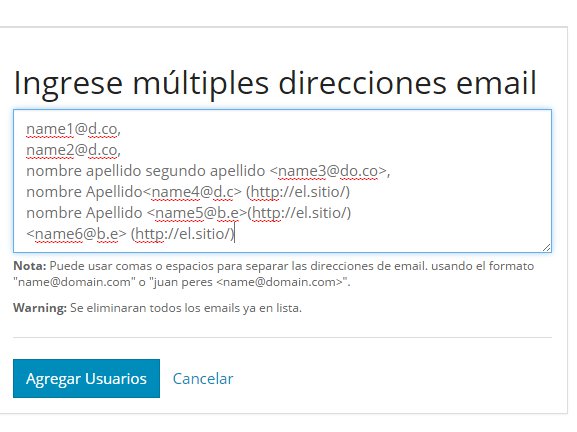 Ingrese múltiples direcciones email
name1@d.co,
name2@d.co,
nombre apellido segundo apellido <name3@do.co>,
nombre Apellido<name4@d.c> (http://el.sitio/)
nombre Apellido <name5@b.e>(http://el.sitio/)
<name6@b.e> (http://el.sitio/)
Nota: Puede usar comas o espacios para separar las direcciones de email. usando el formato
"name@domain.com" o "juan peres <name@domain.com>".
Warning: Se eliminaran todos los emails ya en lista.
Agregar Usuarios Cancelar